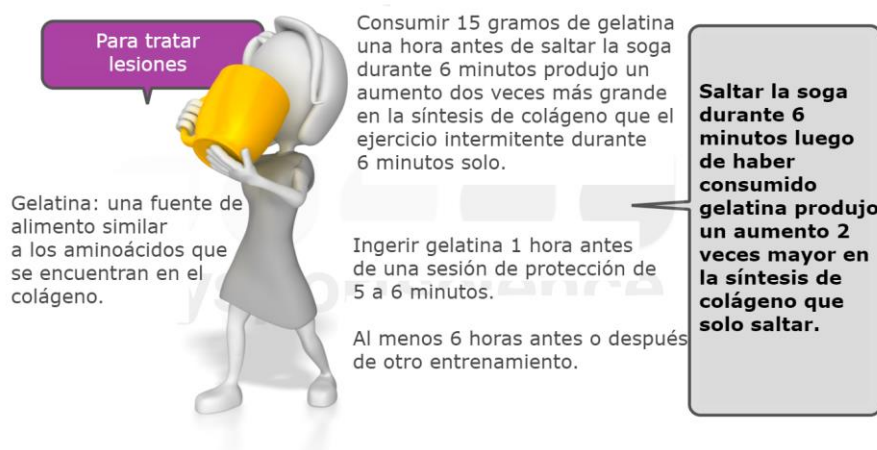 Para tratar
lesiones
Consumir 15 gramos de gelatina
una hora antes de saltar la soga
durante 6 minutos produjo un
aumento dos veces más grande
en la síntesis de colágeno que el
ejercicio intermitente durante
6 minutos solo.
Gelatina: una fuente de
alimento similar
a los aminoácidos que
se encuentran en el
colágeno.
Ingerir gelatina 1 hora antes
de una sesión de protección de
5 a 6 minutos.
Al menos 6 horas antes o después
de otro entrenamiento.
Saltar la soga
durante 6
minutos luego
de haber
consumido
gelatina produjo
un aumento 2
veces mayor en
la síntesis de
colágeno que
solo saltar.